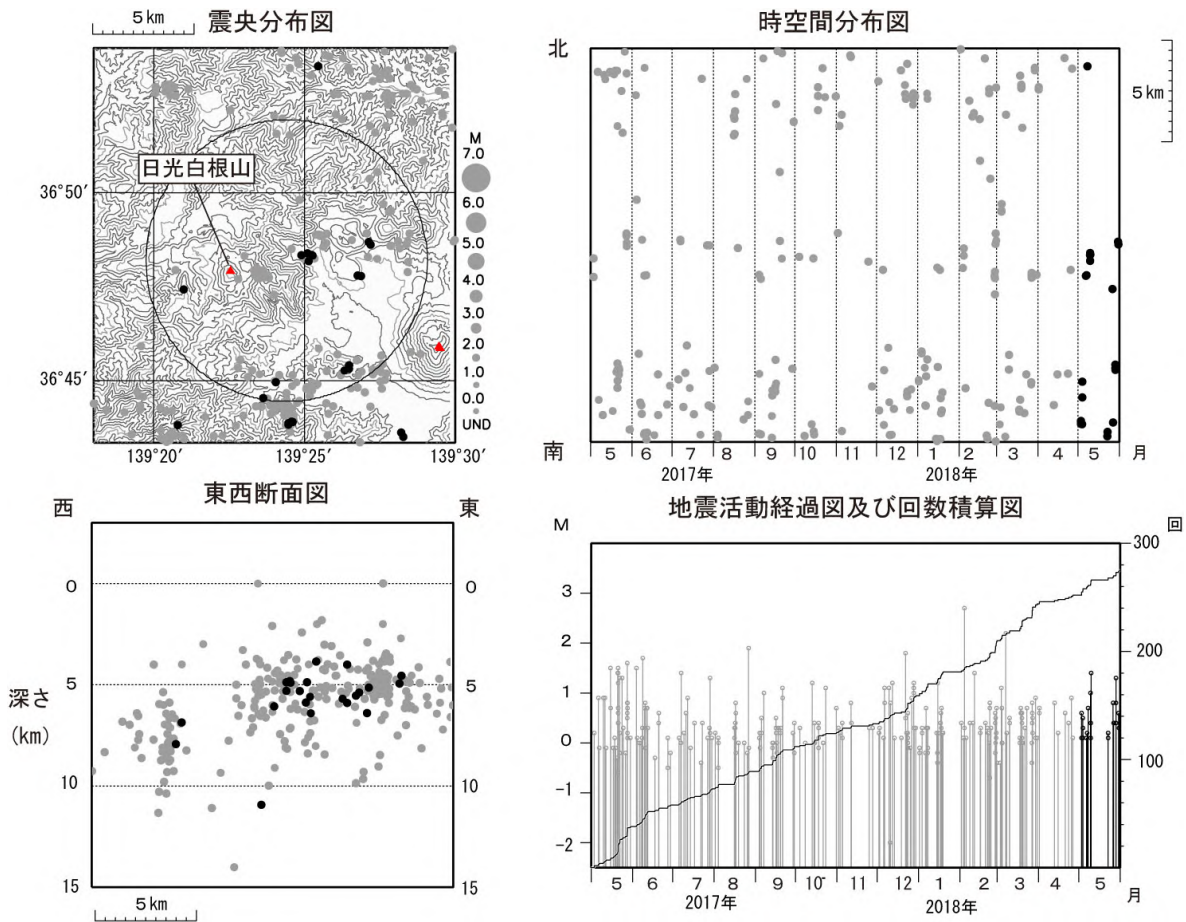 5 km
震央分布図
日光白根山
36°50′
36°45′
139°20′
139°25′
139°30′
M
7.0
6.0
5.0
4.0
3.0
2.0
1.0
0.0
UND
時空間分布図
北
南
5 km
5
6
7
8
9
10
11
12
1
2
3
4
5
月
2017年
2018年
東西断面図
西
東
0
5
10
15
深さ
(km)
0
5
10
15
5 km
地震活動経過図及び回数積算図
M
回
3
2
1
0
-1
-2
300
200
100
5
6
7
8
9
10
11
12
1
2
3
4
5
月
2017年
2018年